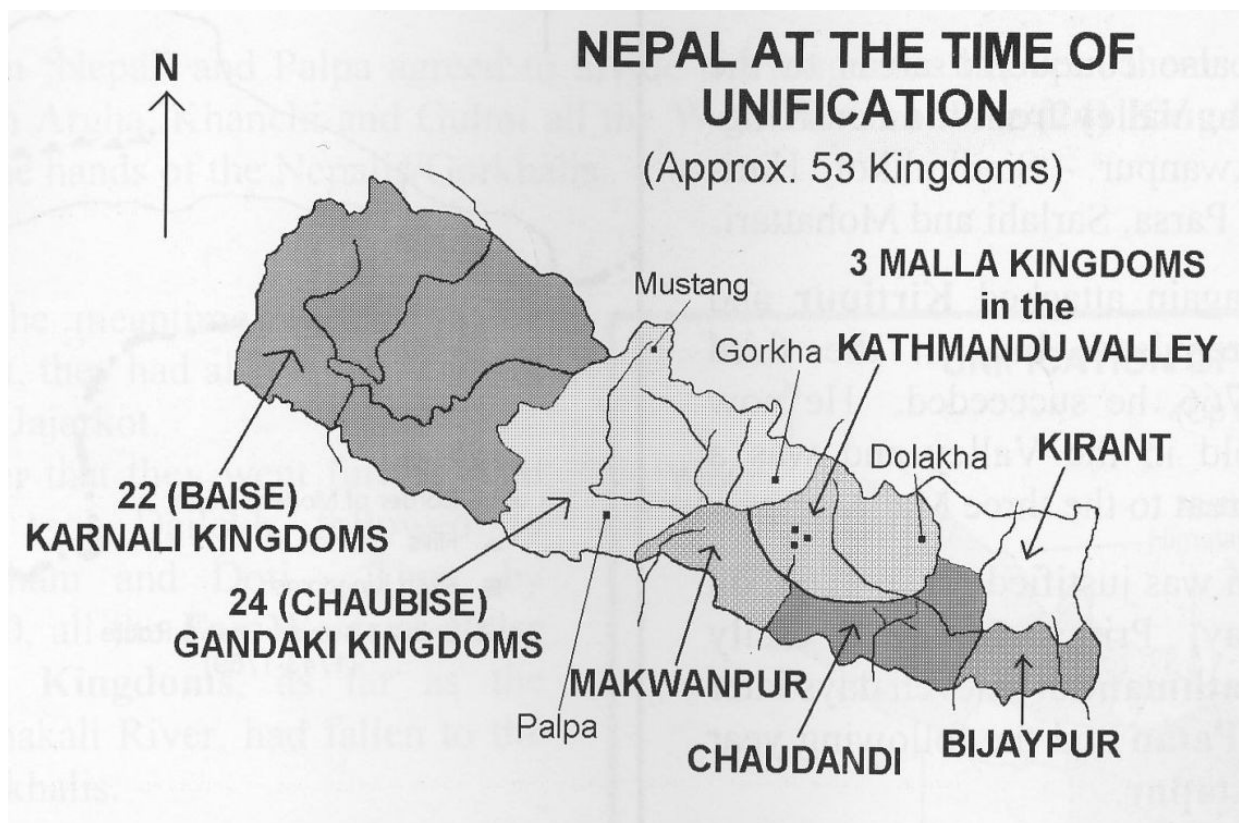 NEPAL AT THE TIME OF
UNIFICATION
(Approx. 53 Kingdoms)
N
3 MALLA KINGDOMS
in the
KATHMANDU VALLEY
Mustang
Gorkha
Dolakha
KIRANT
22 (BAISE)
KARNALI KINGDOMS
24 (CHAUBISE)
GANDAKI KINGDOMS
MAKWANPUR
Palpa
CHAUDANDI
BIJAYPUR